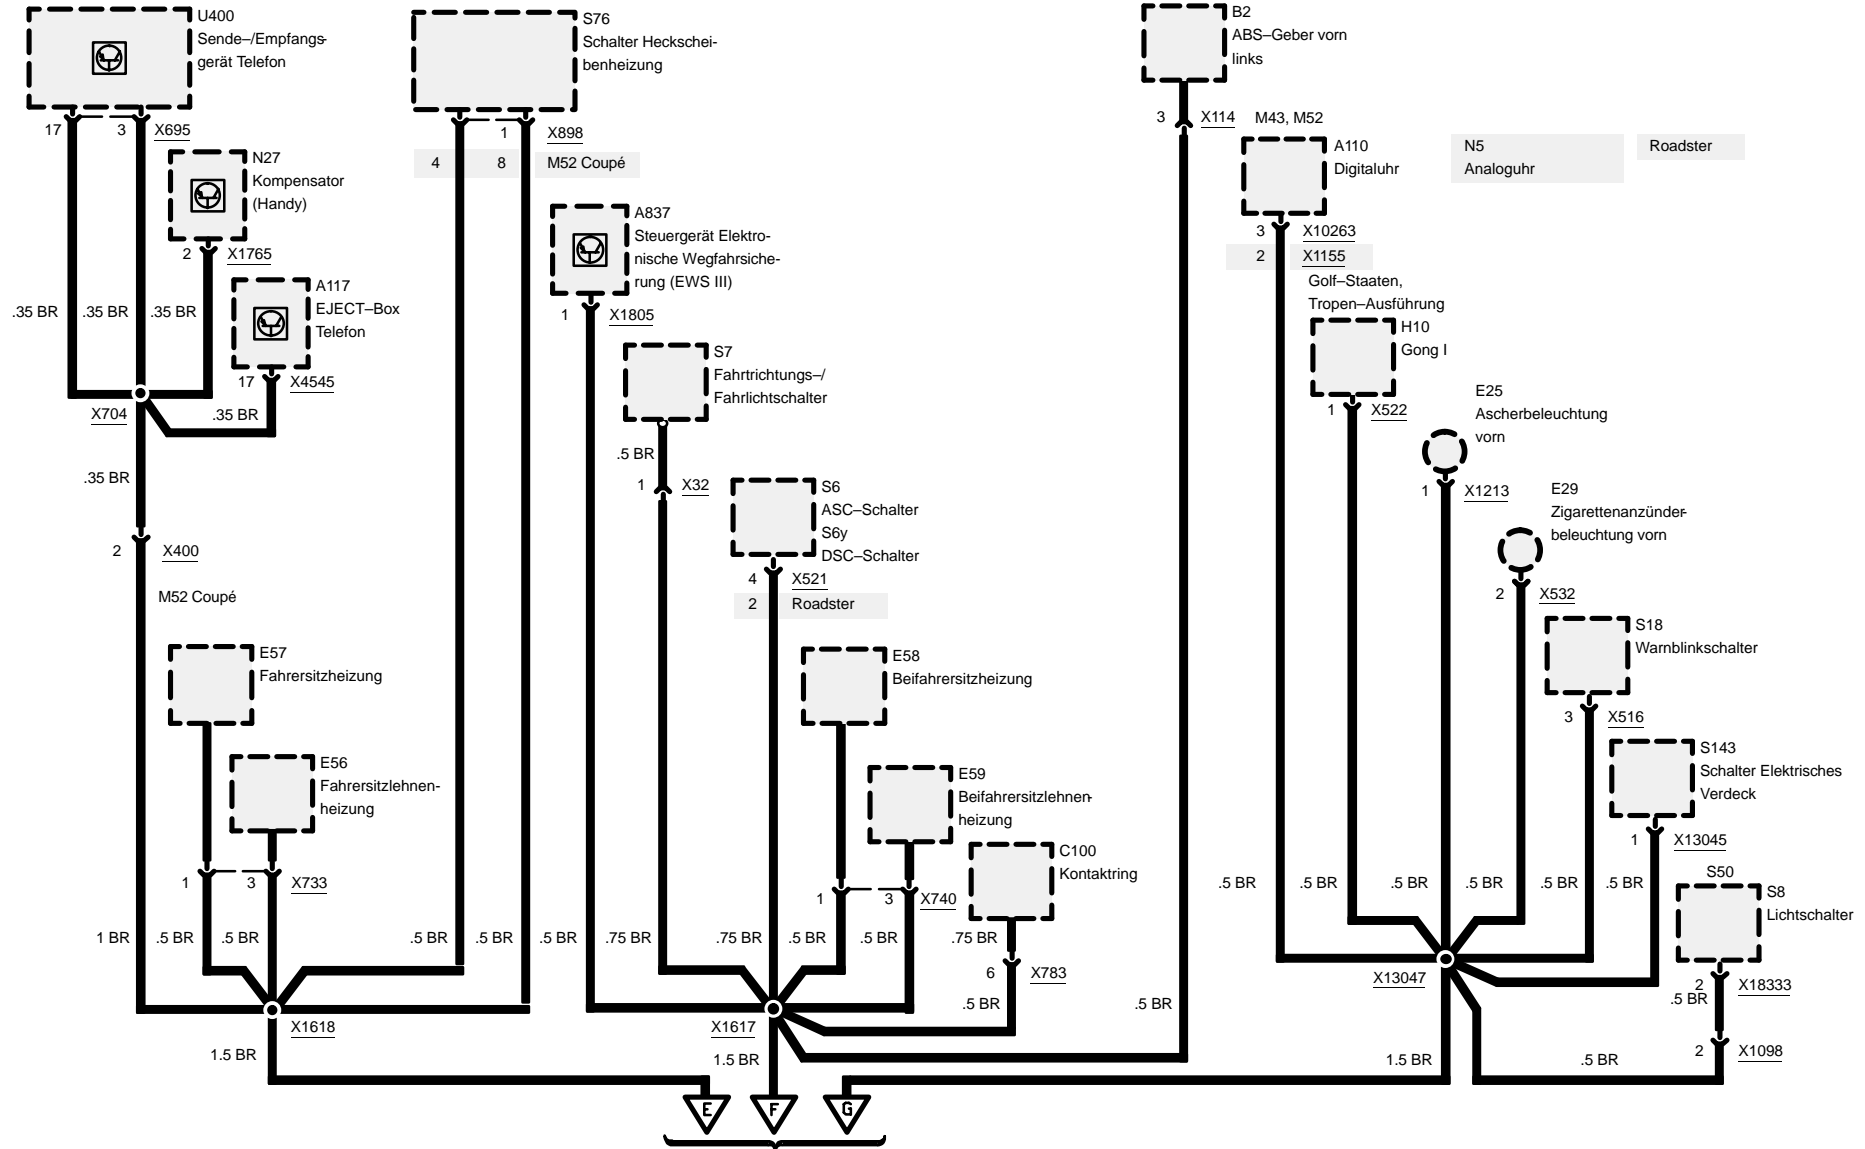 U400
Sende–/Empfangs-
gerät Telefon
17
3
X695
N27
Kompensator
(Handy)
2
X1765
A117
EJECT–Box
Telefon
17
X4545
.35 BR
.35 BR
.35 BR
.35 BR
X704
.35 BR
2
X400
M52 Coupé
E57
Fahrersitzheizung
E56
Fahrersitzlehnen-
heizung
1
3
X733
1 BR
.5 BR
.5 BR
X1618
1.5 BR
S76
Schalter Heckschei-
benheizung
1
X898
4
8
M52 Coupé
.5 BR
.5 BR
A837
Steuergerät Elektro-
nische Wegfahrsiche-
rung (EWS III)
1
X1805
S7
Fahrtrichtungs–/
Fahrlichtschalter
.5 BR
1
X32
S6
ASC–Schalter
S6y
DSC–Schalter
4
X521
2
Roadster
E58
Beifahrersitzheizung
E59
Beifahrersitzlehnen-
heizung
1
3
X740
C100
Kontaktring
.5 BR
.75 BR
.75 BR
.5 BR
.5 BR
.75 BR
6
X783
.5 BR
X1617
1.5 BR
B2
ABS–Geber vorn
links
3
X114
M43, M52
.5 BR
A110
Digitaluhr
N5
Analoguhr
Roadster
3
X10263
2
X1155
Golf–Staaten,
Tropen–Ausführung
H10
Gong I
1
X522
E25
Ascherbeleuchtung
vorn
1
X1213
E29
Zigarettenanzünder-
beleuchtung vorn
2
X532
S18
Warnblinkschalter
3
X516
S143
Schalter Elektrisches
Verdeck
1
X13045
S50
S8
Lichtschalter
2
X18333
.5 BR
2
X1098
.5 BR
.5 BR
.5 BR
.5 BR
.5 BR
.5 BR
.5 BR
X13047
1.5 BR
E
F
G